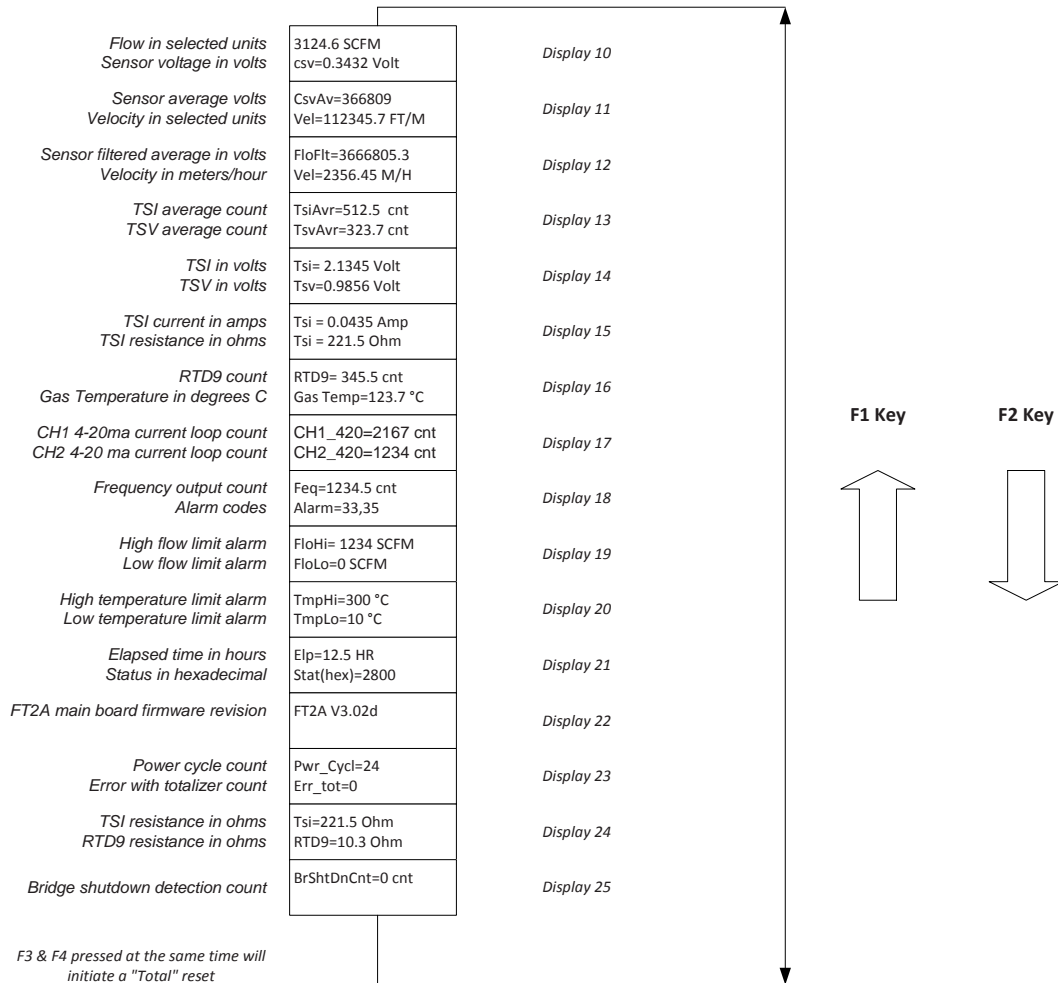 Flow in selected units
Sensor voltage in volts
3124.6 SCFM
csv=0.3432 Volt
Display 10
Sensor average volts
Velocity in selected units
CsvAv=366809
Vel=112345.7 FT/M
Display 11
Sensor filtered average in volts
Velocity in meters/hour
FloFlt=3666805.3
Vel=2356.45 M/H
Display 12
TSI average count
TSV average count
TsiAvr=512.5 cnt
TsvAvr=323.7 cnt
Display 13
TSI in volts
TSV in volts
Tsi= 2.1345 Volt
Tsv=0.9856 Volt
Display 14
TSI current in amps
TSI resistance in ohms
Tsi = 0.0435 Amp
Tsi = 221.5 Ohm
Display 15
RTD9 count
Gas Temperature in degrees C
RTD9= 345.5 cnt
Gas Temp=123.7 °C
Display 16
CH1 4-20ma current loop count
CH2 4-20 ma current loop count
CH1_420=2167 cnt
CH2_420=1234 cnt
Display 17
Frequency output count
Alarm codes
Feq=1234.5 cnt
Alarm=33,35
Display 18
High flow limit alarm
Low flow limit alarm
FloHi= 1234 SCFM
FloLo=0 SCFM
Display 19
High temperature limit alarm
Low temperature limit alarm
TmpHi=300 °C
TmpLo=10 °C
Display 20
Elapsed time in hours
Status in hexadecimal
Elp=12.5 HR
Stat(hex)=2800
Display 21
FT2A main board firmware revision
FT2A V3.02d
Display 22
Power cycle count
Error with totalizer count
Pwr_Cycl=24
Err_tot=0
Display 23
TSI resistance in ohms
RTD9 resistance in ohms
Tsi=221.5 Ohm
RTD9=10.3 Ohm
Display 24
Bridge shutdown detection count
BrShtDnCnt=0 cnt
Display 25
F3 & F4 pressed at the same time will
initiate a "Total" reset
F1 Key
F2 Key